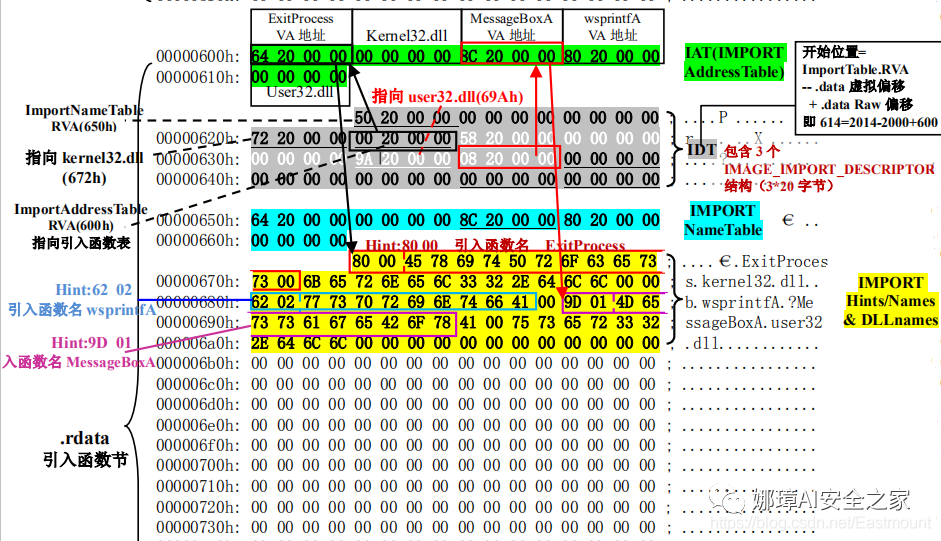 ExitProcess
VA 地址
Kernel32.dll
MessageBoxA
VA 地址
wsprintfA
VA 地址
00000600h: 64 20 00 00 00 00 00 00 8C 20 00 00 80 20 00 00 ;
00000610h: 00 00 00 00 ;
User32.dll
IAT(IMPORT
AddressTable)
开始位置=
ImportTable.RVA
-- .data 虚拟偏移
+ .data Raw 偏移
即 614=2014-2000+600
指向 user32.dll(69Ah)
ImportNameTable
RVA(650h)
50 20 00 00 00 00 00 00 00 00 00 00 ; ....P ......
00000620h: 72 20 00 00 00 20 00 00 58 20 00 00 00 00 00 00 ;
00000630h: 00 00 00 00 9A 20 00 00 08 20 00 00 00 00 00 00 ;
00000640h: 00 00 00 00 00 00 00 00 00 00 00 00 00 00 00 00 ;
指向 kernel32.dll
(672h)
IDT
包含 3 个
IMAGE_IMPORT_DESCRIPTOR
结构（3*20 字节）
ImportAddressTable
RVA(600h)
指向引入函数表
00000650h: 64 20 00 00 00 00 00 00 8C 20 00 00 80 20 00 00 ;
00000660h: 00 00 00 00
IMPORT
NameTable
€ ..
Hint:80 00 引入函数名 ExitProcess
80 00 45 78 69 74 50 72 6F 63 65 73 ; ....€.ExitProces
00000670h: 73 00 6B 65 72 6E 65 6C 33 32 2E 64 6C 6C 00 00 ; s.kernel32.dll..
00000680h: 62 02 77 73 70 72 69 6E 74 66 41 00 9D 01 4D 65 ; b.wsprintfA.?Me
00000690h: 73 73 61 67 65 42 6F 78 41 00 75 73 65 72 33 32 ; ssageBoxA.user32
000006a0h: 2E 64 6C 6C 00 00 00 00 00 00 00 00 00 00 00 00 ; .dll............
Hint:62 02
引入函数名 wsprintfA
Hint:9D 01
入函数名 MessageBoxA
IMPORT
Hints/Names
& DLLnames
000006b0h: 00 00 00 00 00 00 00 00 00 00 00 00 00 00 00 00 ; ................
000006c0h: 00 00 00 00 00 00 00 00 00 00 00 00 00 00 00 00 ; ................
000006d0h: 00 00 00 00 00 00 00 00 00 00 00 00 00 00 00 00 ; ................
000006e0h: 00 00 00 00 00 00 00 00 00 00 00 00 00 00 00 00 ; ................
000006f0h: 00 00 00 00 00 00 00 00 00 00 00 00 00 00 00 00 ; ................
00000700h: 00 00 00 00 00 00 00 00 00 00 00 00 00 00 00 00 ; ................
00000710h: 00 00 00 00 00 00 00 00 00 00 00 00 00 00 00 00 ; ................
00000720h: 00 00 00 00 00 00 00 00 00 00 00 00 00 00 00 00 ;
00000730h: 00 00 00 00 00 00 00 00 00 00 00 00 00 00 00 00 ;
.rdata
引入函数节
娜璋AI安全之家
https://blog.csdn.net/Eastmount